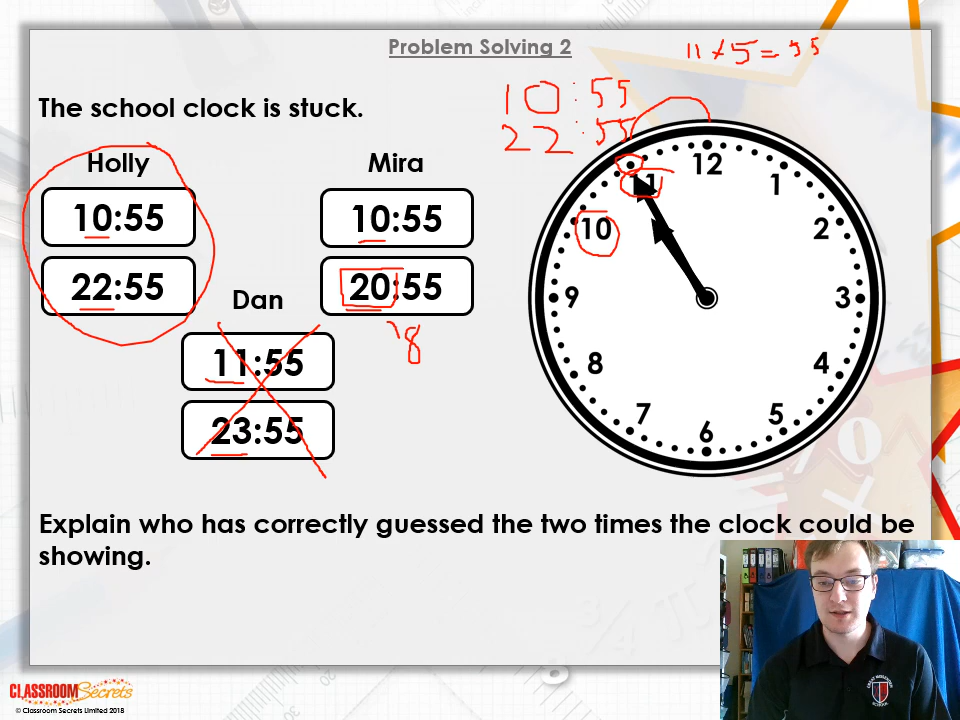 Problem Solving 2
11 × 5 = 55
The school clock is stuck.
10:55
22:55
Holly
10:55
22:55
Mira
10:55
20:55
8
Dan
11:55
23:55
12
1
2
3
4
5
6
7
8
9
10
11
Explain who has correctly guessed the two times the clock could be
showing.
CLASSROOM Secrets
© Classroom Secrets Limited 2018